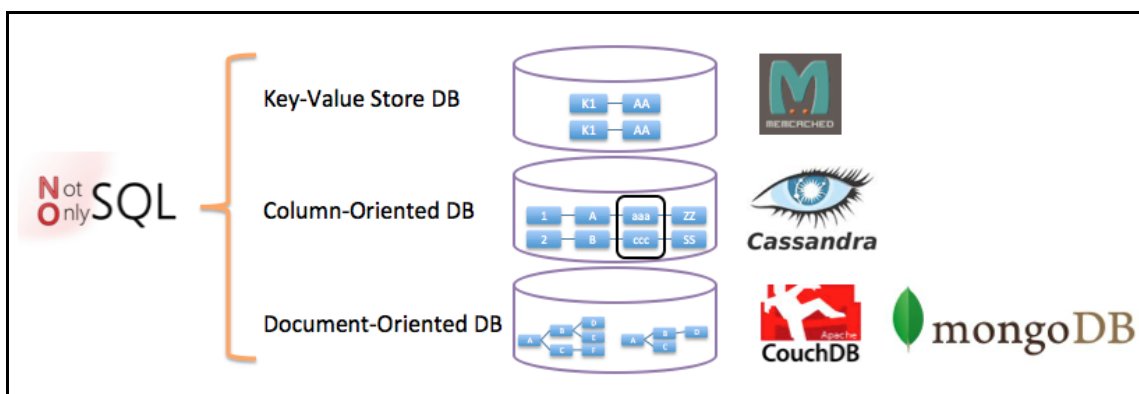 Key-Value Store DB
K1 AA
K1 AA
MEMCACHED
Not Only SQL
Column-Oriented DB
1 A aaa ZZ
2 B ccc SS
Cassandra
Document-Oriented DB
A B C D E F
A B C D
Apache
CouchDB
mongoDB